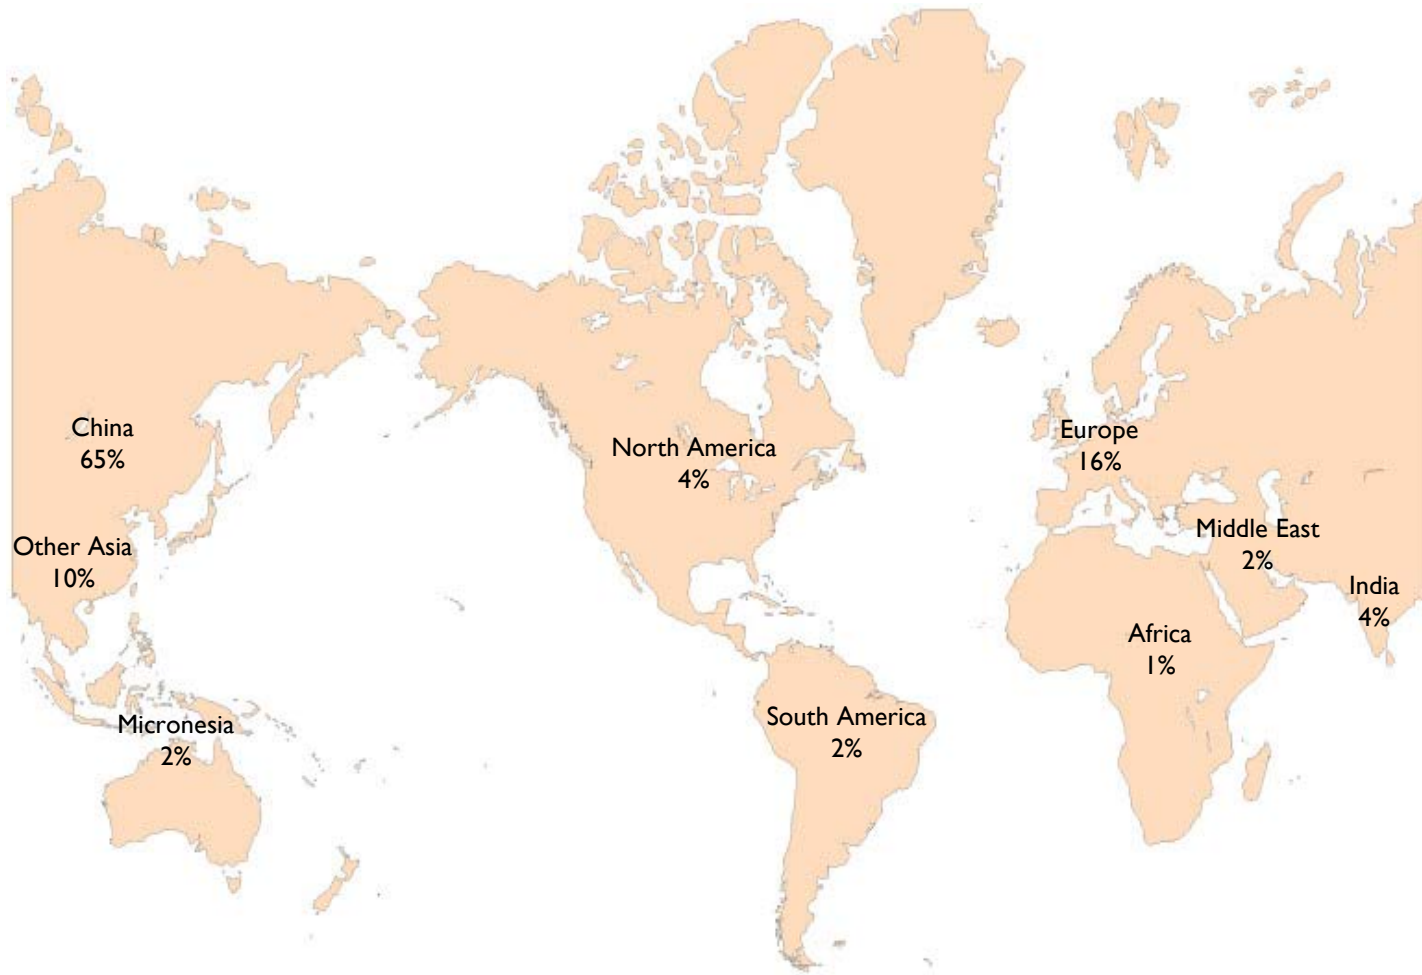 China
65%
Other Asia
10%
Micronesia
2%
North America
4%
South America
2%
Europe
16%
Middle East
2%
India
4%
Africa
1%